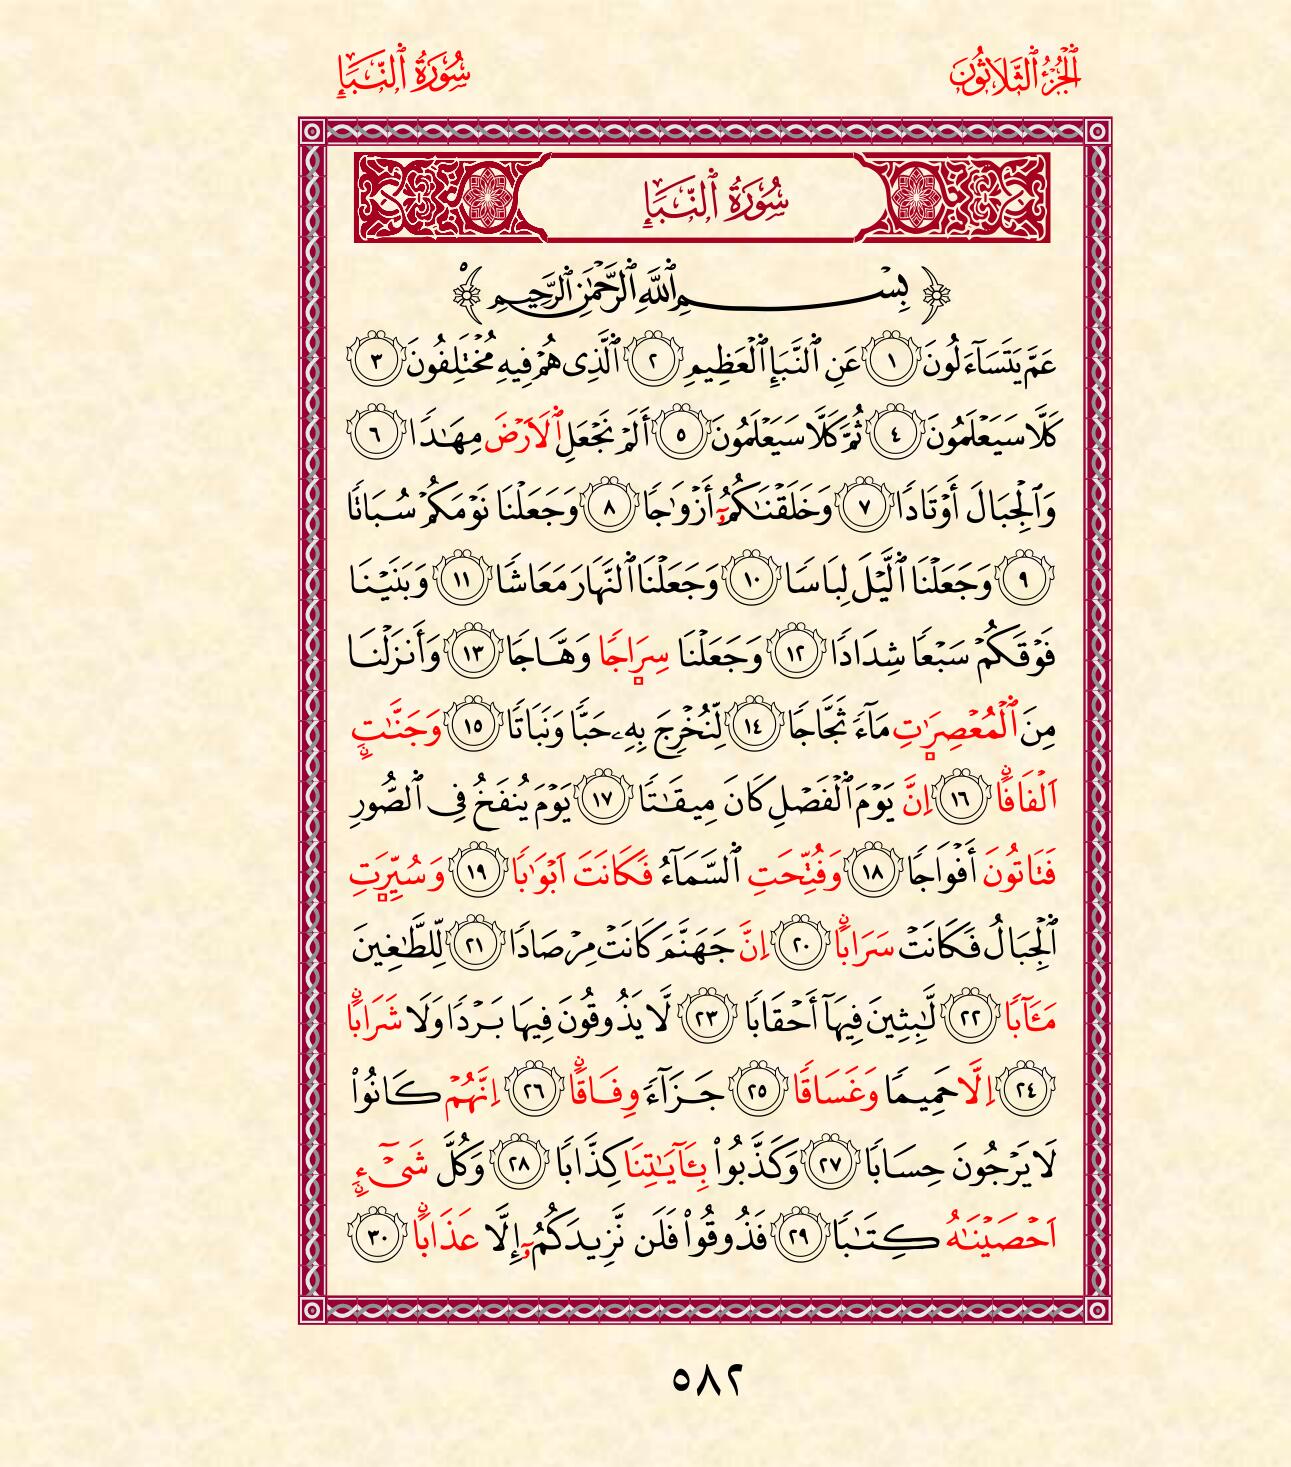 ٱلْجُزْءُ ٱلثَّلَاثُونَ
سُورَةُ ٱلنَّبَإِ
سُورَةُ ٱلنَّبَإِ
بِسْمِ ٱللَّهِ ٱلرَّحْمَٰنِ ٱلرَّحِيمِ
عَمَّ يَتَسَآءَلُونَ ١ عَنِ ٱلنَّبَإِ ٱلْعَظِيمِ ٢ ٱلَّذِى هُمْ فِيهِ مُخْتَلِفُونَ ٣
كَلَّا سَيَعْلَمُونَ ٤ ثُمَّ كَلَّا سَيَعْلَمُونَ ٥ أَلَمْ نَجْعَلِ ٱلَارْضَ مِهَٰدًا ٦
وَٱلْجِبَالَ أَوْتَادًا ٧ وَخَلَقْنَٰكُمُۥٓ أَزْوَٰجًا ٨ وَجَعَلْنَا نَوْمَكُمْ سُبَاتًا
٩ وَجَعَلْنَا ٱلَّيْلَ لِبَاسًا ١٠ وَجَعَلْنَا ٱلنَّهَارَ مَعَاشًا ١١ وَبَنَيْنَا
فَوْقَكُمْ سَبْعًا شِدَادًا ١٢ وَجَعَلْنَا سِرَاجًا وَهَّاجًا ١٣ وَأَنزَلْنَا
مِنَ ٱلْمُعْصِرَٰتِ مَآءً ثَجَّاجًا ١٤ لِّنُخْرِجَ بِهِۦ حَبًّا وَنَبَاتًا ١٥ وَجَنَّٰتٍ
اَلْفَافًا ١٦ اِنَّ يَوْمَ ٱلْفَصْلِ كَانَ مِيقَٰتًا ١٧ يَوْمَ يُنفَخُ فِى ٱلصُّورِ
فَتَاتُونَ أَفْوَاجًا ١٨ وَفُتِّحَتِ ٱلسَّمَآءُ فَكَانَتَ اَبْوَٰبًا ١٩ وَسُيِّرَتِ
ٱلْجِبَالُ فَكَانَتْ سَرَابًا ٢٠ اِنَّ جَهَنَّمَ كَانَتْ مِرْصَادًا ٢١ لِّلطَّٰغِينَ
مَـَٔابًا ٢٢ لَّٰبِثِينَ فِيهَآ أَحْقَابًا ٢٣ لَّا يَذُوقُونَ فِيهَا بَرْدًا وَلَا شَرَابًا
٢٤ اِلَّا حَمِيمًا وَغَسَاقًا ٢٥ جَزَآءً وِفَاقًا ٢٦ اِنَّهُمْ كَانُوا۟
لَا يَرْجُونَ حِسَابًا ٢٧ وَكَذَّبُوا۟ بِـَٔايَٰتِنَا كِذَّابًا ٢٨ وَكُلَّ شَىْءٍ
اَحْصَيْنَٰهُ كِتَٰبًا ٢٩ فَذُوقُوا۟ فَلَن نَّزِيدَكُمُۥٓ إِلَّا عَذَابًا ٣٠
٥٨٢